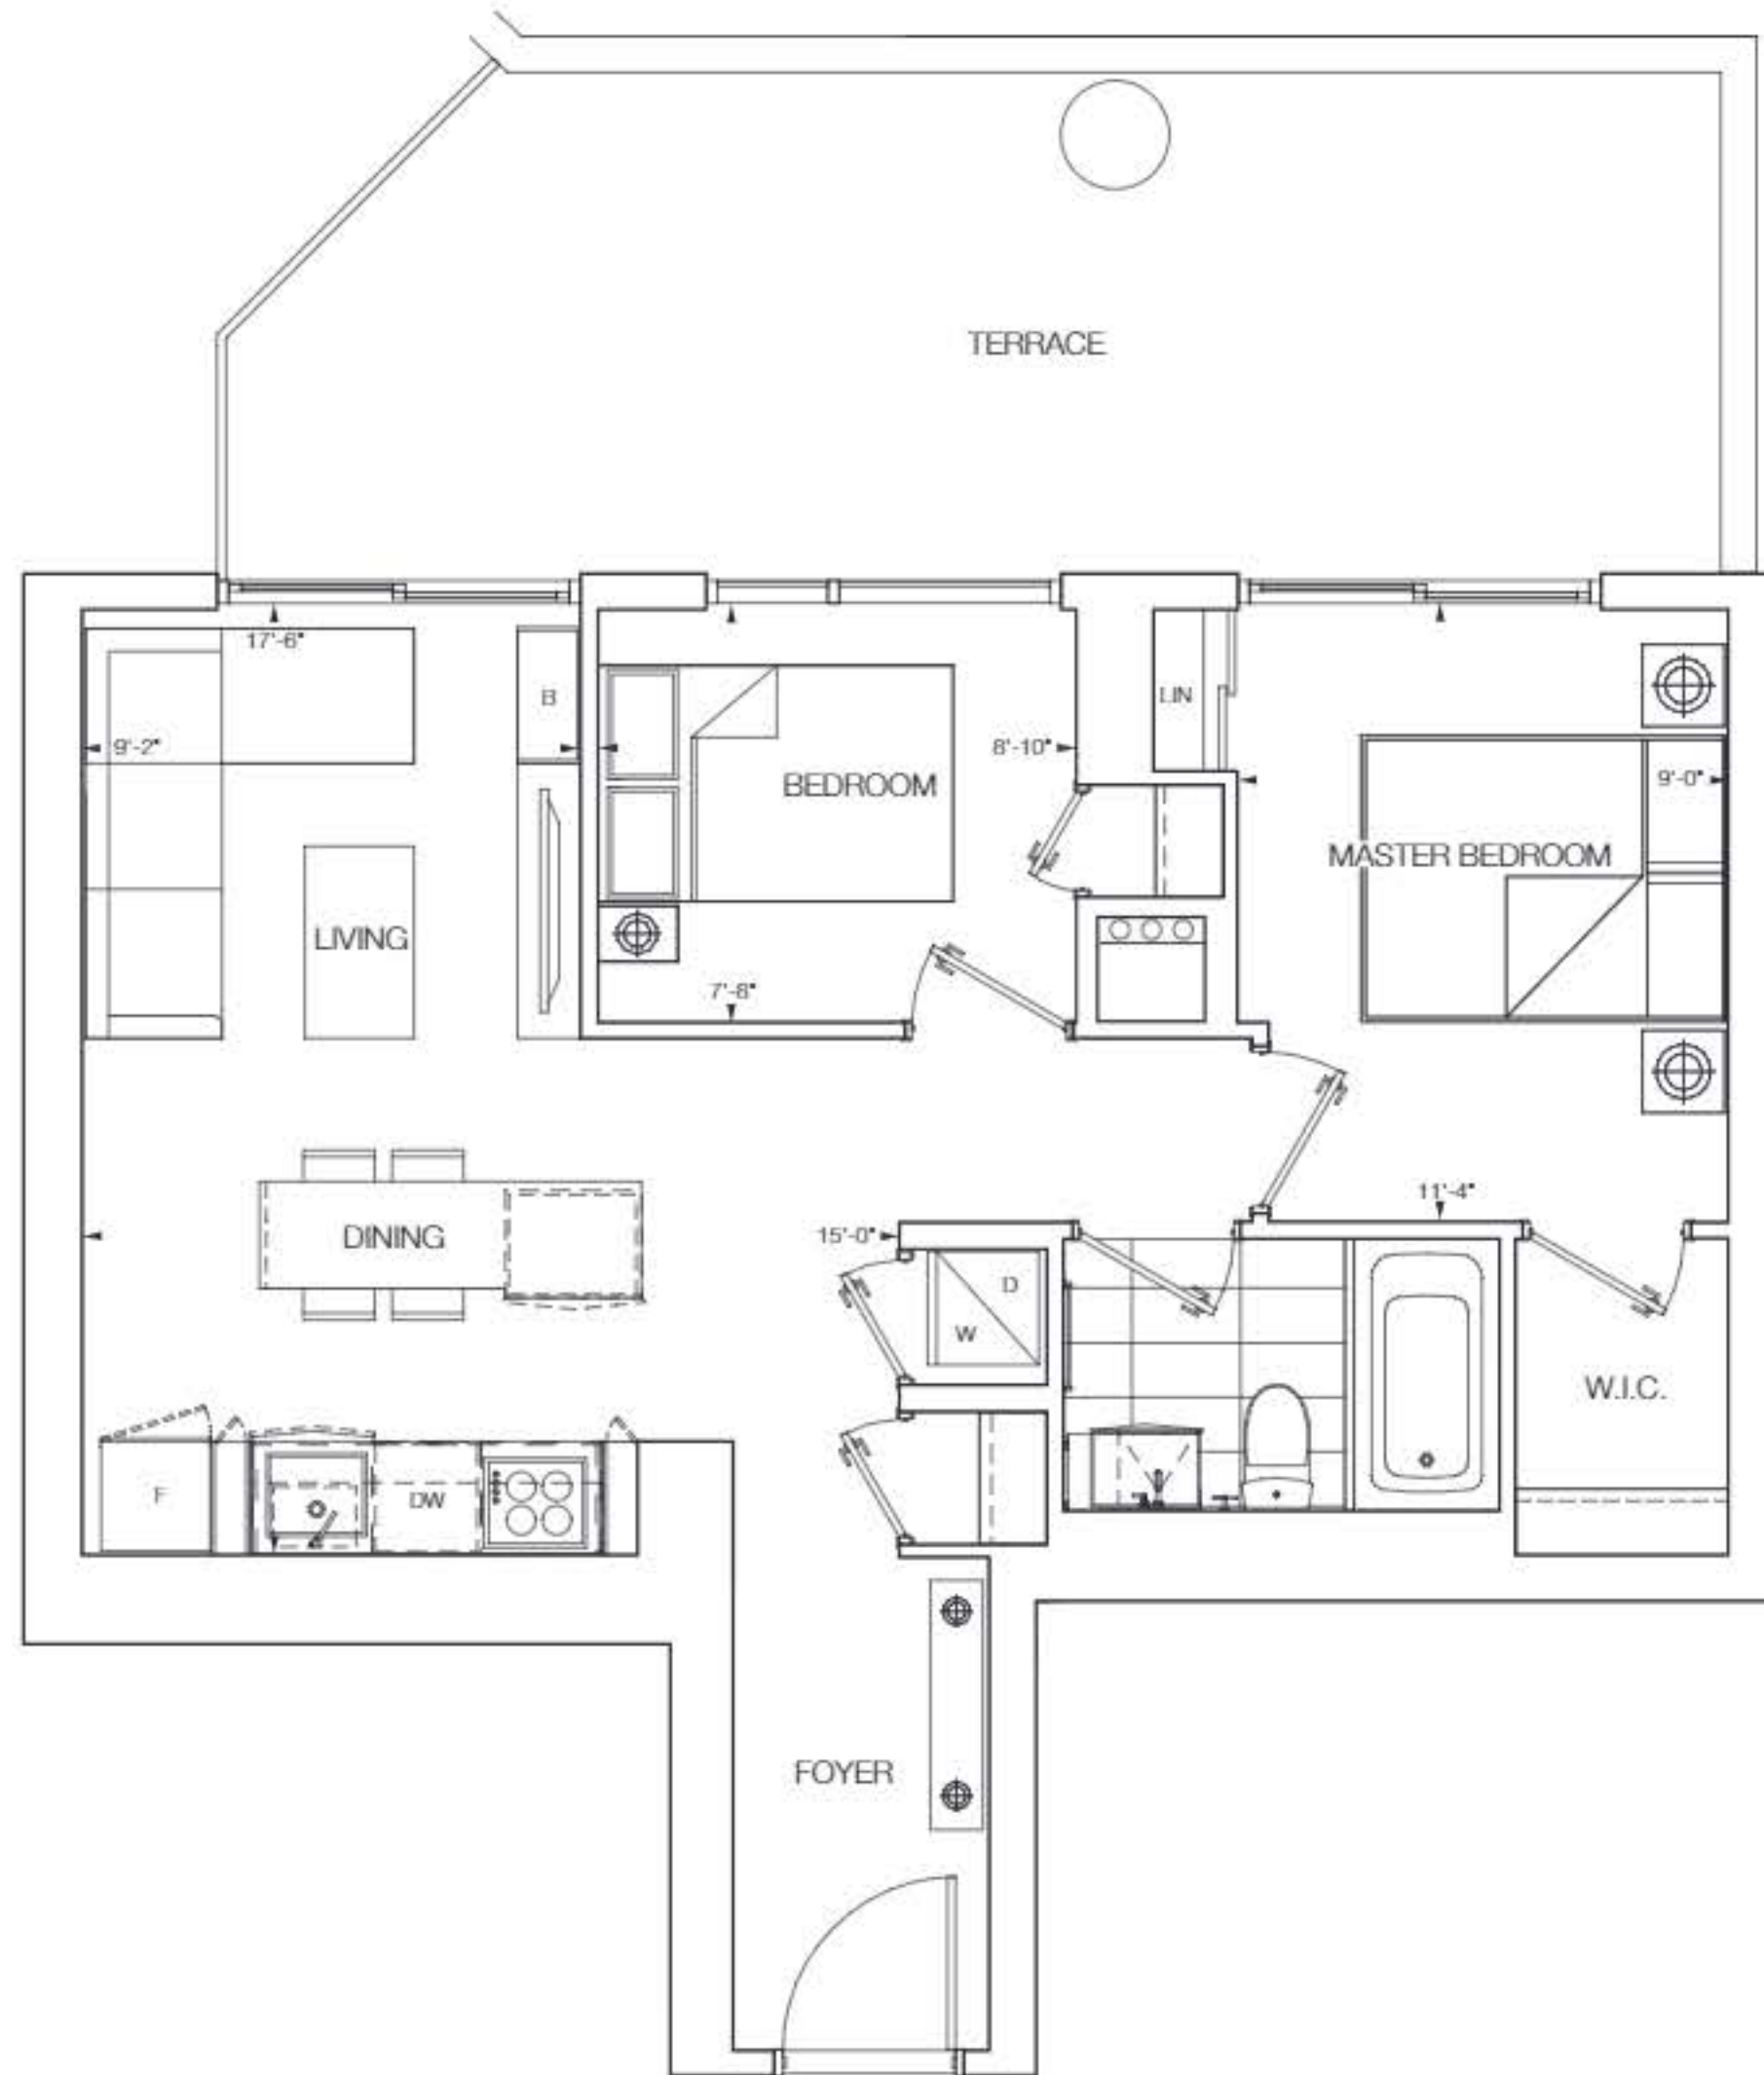 TERRACE
17'-6"
B
LIN
9'-2"
8'-10"
BEDROOM
9'-0"
MASTER BEDROOM
LIVING
7'-8"
11'-4"
DINING
15'-0"
D
W
W.I.C.
F
DW
FOYER